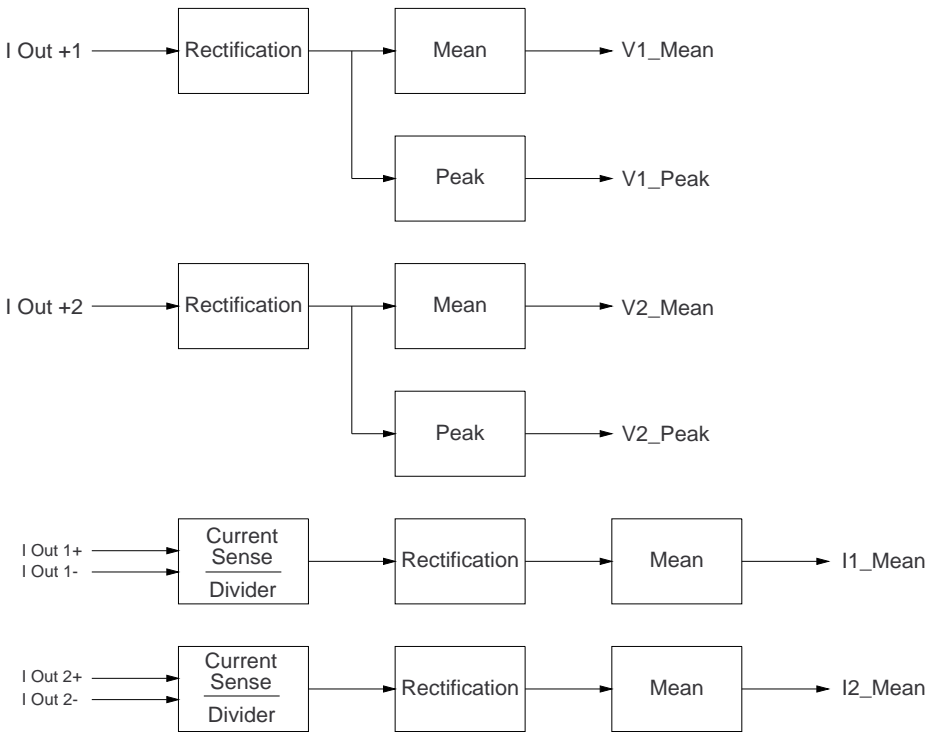 I Out +1
Rectification
Mean
V1_Mean
Peak
V1_Peak
I Out +2
Rectification
Mean
V2_Mean
Peak
V2_Peak
I Out 1+
I Out 1-
Current
Sense
Divider
Rectification
Mean
I1_Mean
I Out 2+
I Out 2-
Current
Sense
Divider
Rectification
Mean
I2_Mean